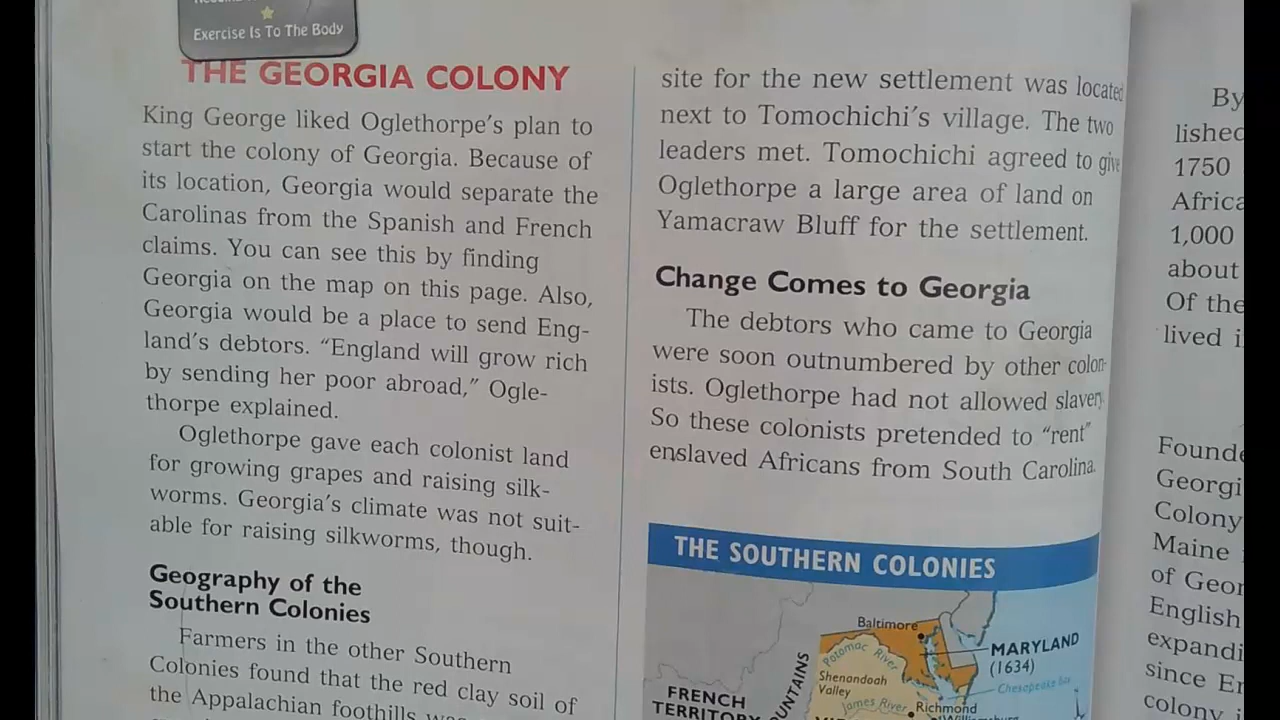 Exercise Is To The Body
THE GEORGIA COLONY
King George liked Oglethorpe's plan to
start the colony of Georgia. Because of
its location, Georgia would separate the
Carolinas from the Spanish and French
claims. You can see this by finding
Georgia on the map on this page. Also,
Georgia would be a place to send Eng-
land's debtors. "England will grow rich
by sending her poor abroad," Ogle-
thorpe explained.
Oglethorpe gave each colonist land
for growing grapes and raising silk-
worms. Georgia's climate was not suit-
able for raising silkworms, though.
Geography of the
Southern Colonies
Farmers in the other Southern
Colonies found that the red clay soil of
the Appalachian foothills
site for the new settlement was located
next to Tomochichi's village. The two
leaders met. Tomochichi agreed to give
Oglethorpe a large area of land on
Yamacraw Bluff for the settlement.
Change Comes to Georgia
The debtors who came to Georgia
were soon outnumbered by other colon-
ists. Oglethorpe had not allowed slavery.
So these colonists pretended to "rent"
enslaved Africans from South Carolina.
THE SOUTHERN COLONIES
Baltimore
MARYLAND
(1634)
Potomac River
Shenandoah
Valley
Chesapeake Bay
FRENCH
TERRITORY
James River
Richmond
By
1750
1,000
about
Of the
lived
Colony
Maine
of
English
since
colony